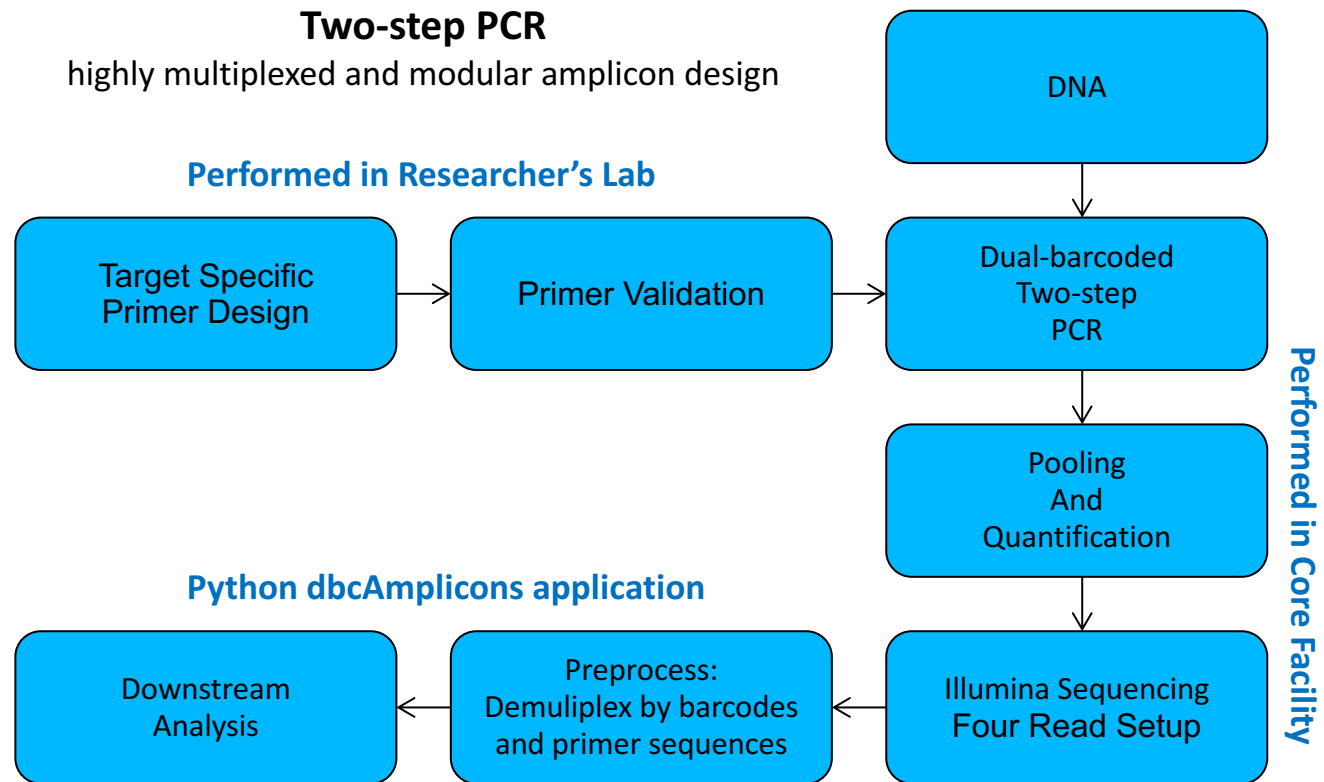 Two-step PCR
highly multiplexed and modular amplicon design
DNA
Performed in Researcher’s Lab
Target Specific
Primer Design
Primer Validation
Dual-barcoded
Two-step
PCR
Performed in Core Facility
Pooling
And
Quantification
Python dbcAmplicons application
Downstream
Analysis
Preprocess:
Demuliplex by barcodes
and primer sequences
Illumina Sequencing
Four Read Setup